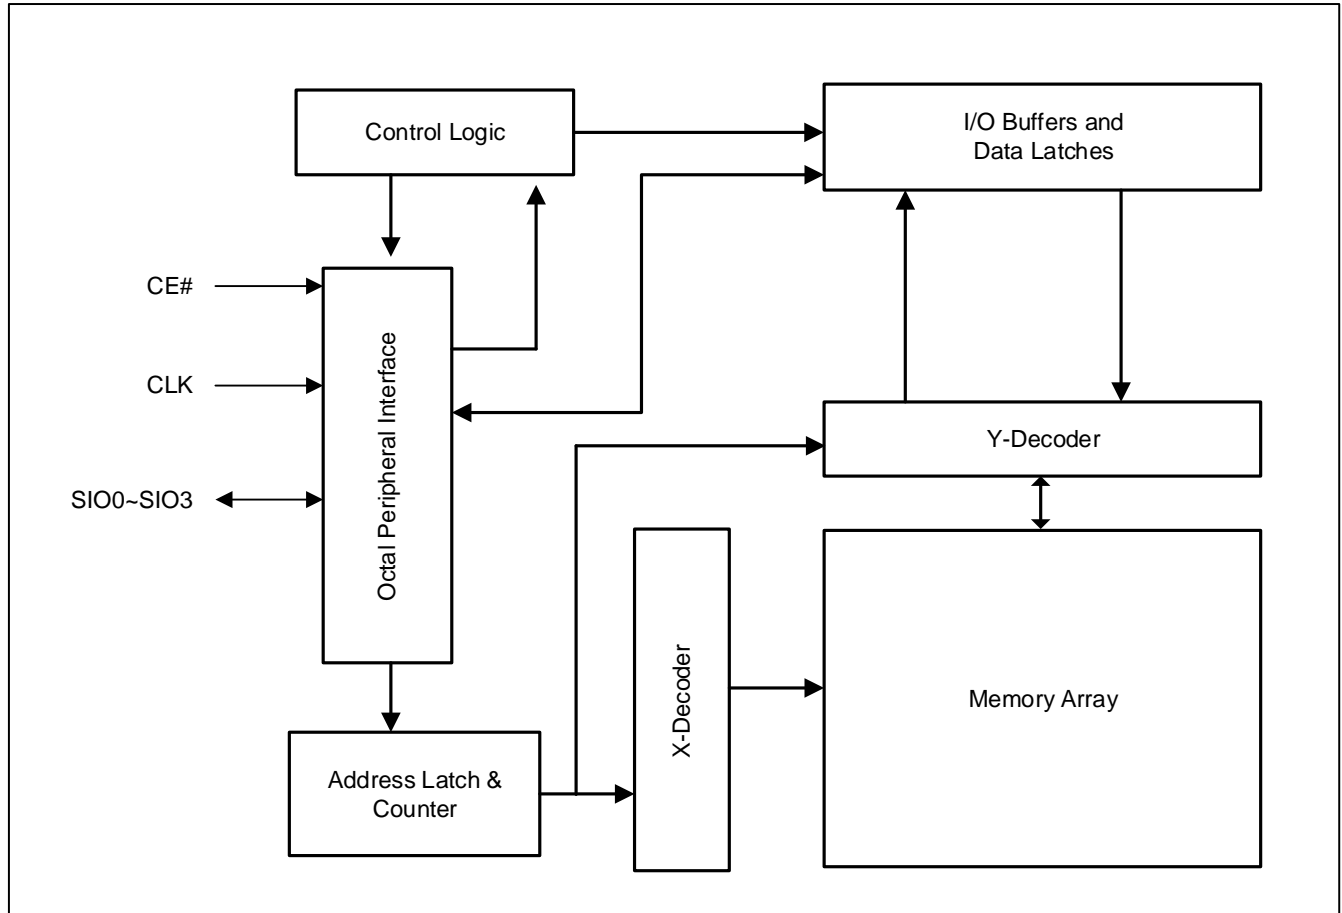 Control Logic
I/O Buffers and
Data Latches
CE#
CLK
SIO0~SIO3
Octal Peripheral Interface
Y-Decoder
X-Decoder
Memory Array
Address Latch &
Counter